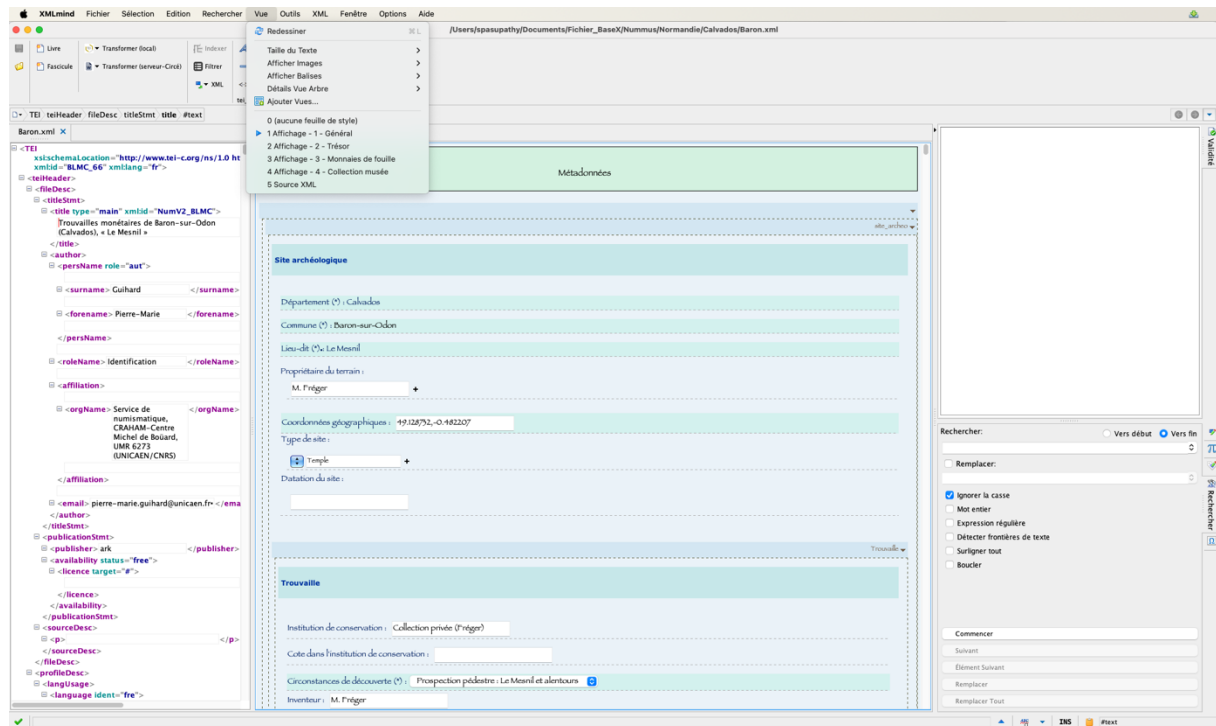 XMLmind Fichier Sélection Edition Rechercher Vue Outils XML Fenêtre Options Aide
/Users/spasupathy/Documents/Fichier_BaseX/Nummus/Normandie/Calvados/Baron.xml
Livre Transformer (local) Indexer
Fascicule Transformer (serveur-Circé) Filtrer
XML
Redessiner ⌘ L
Taille du Texte
Afficher Images
Afficher Balises
Détails Vue Arbre
Ajouter Vues...
0 (aucune feuille de style)
1 Affichage - 1 - Général
2 Affichage - 2 - Trésor
3 Affichage - 3 - Monnaies de fouille
4 Affichage - 4 - Collection musée
5 Source XML
TEI teiHeader fileDesc titleStmt title #text
Baron.xml
<TEI
xsi:schemaLocation="http://www.tei-c.org/ns/1.0 ht
xml:id="BLMC_66" xml:lang="fr">
<teiHeader>
<fileDesc>
<titleStmt>
<title type="main" xml:id="NumV2_BLMC">
Trouvailles monétaires de Baron-sur-Odon
(Calvados), « Le Mesnil »
</title>
<author>
<persName role="aut">
<surname> Guihard </surname>
<forename> Pierre-Marie </forename>
</persName>
<roleName> Identification </roleName>
<affiliation>
<orgName> Service de </orgName>
numismatique,
CRAHAM-Centre
Michel de Boüard,
UMR 6273
(UNICAEN/CNRS)
</affiliation>
<email> pierre-marie.guihard@unicaen.fr </ema
</author>
</titleStmt>
<publicationStmt>
<publisher> ark </publisher>
<availability status="free">
<licence target="#">
</licence>
</availability>
</publicationStmt>
<sourceDesc>
<p> </p>
</sourceDesc>
</fileDesc>
<profileDesc>
<langUsage>
<language ident="fre">
Métadonnées
site_archeo
Site archéologique
Département (*) : Calvados
Commune (*) : Baron-sur-Odon
Lieu-dit (*) : Le Mesnil
Propriétaire du terrain :
M. Fréger +
Coordonnées géographiques : 49.128732,-0.482207
Type de site :
Temple +
Datation du site :
Trouvaille
Trouvaille
Institution de conservation : Collection privée (Fréger)
Cote dans l'institution de conservation :
Circonstances de découverte (*) : Prospection pédestre : Le Mesnil et alentours
Inventeur : M. Fréger
Validité
Rechercher: Vers début Vers fin
Remplacer:
Ignorer la casse
Mot entier
Expression régulière
Détecter frontières de texte
Surligner tout
Boucler
Rechercher
Commencer
Suivant
Élément Suivant
Remplacer
Remplacer Tout
INS #text